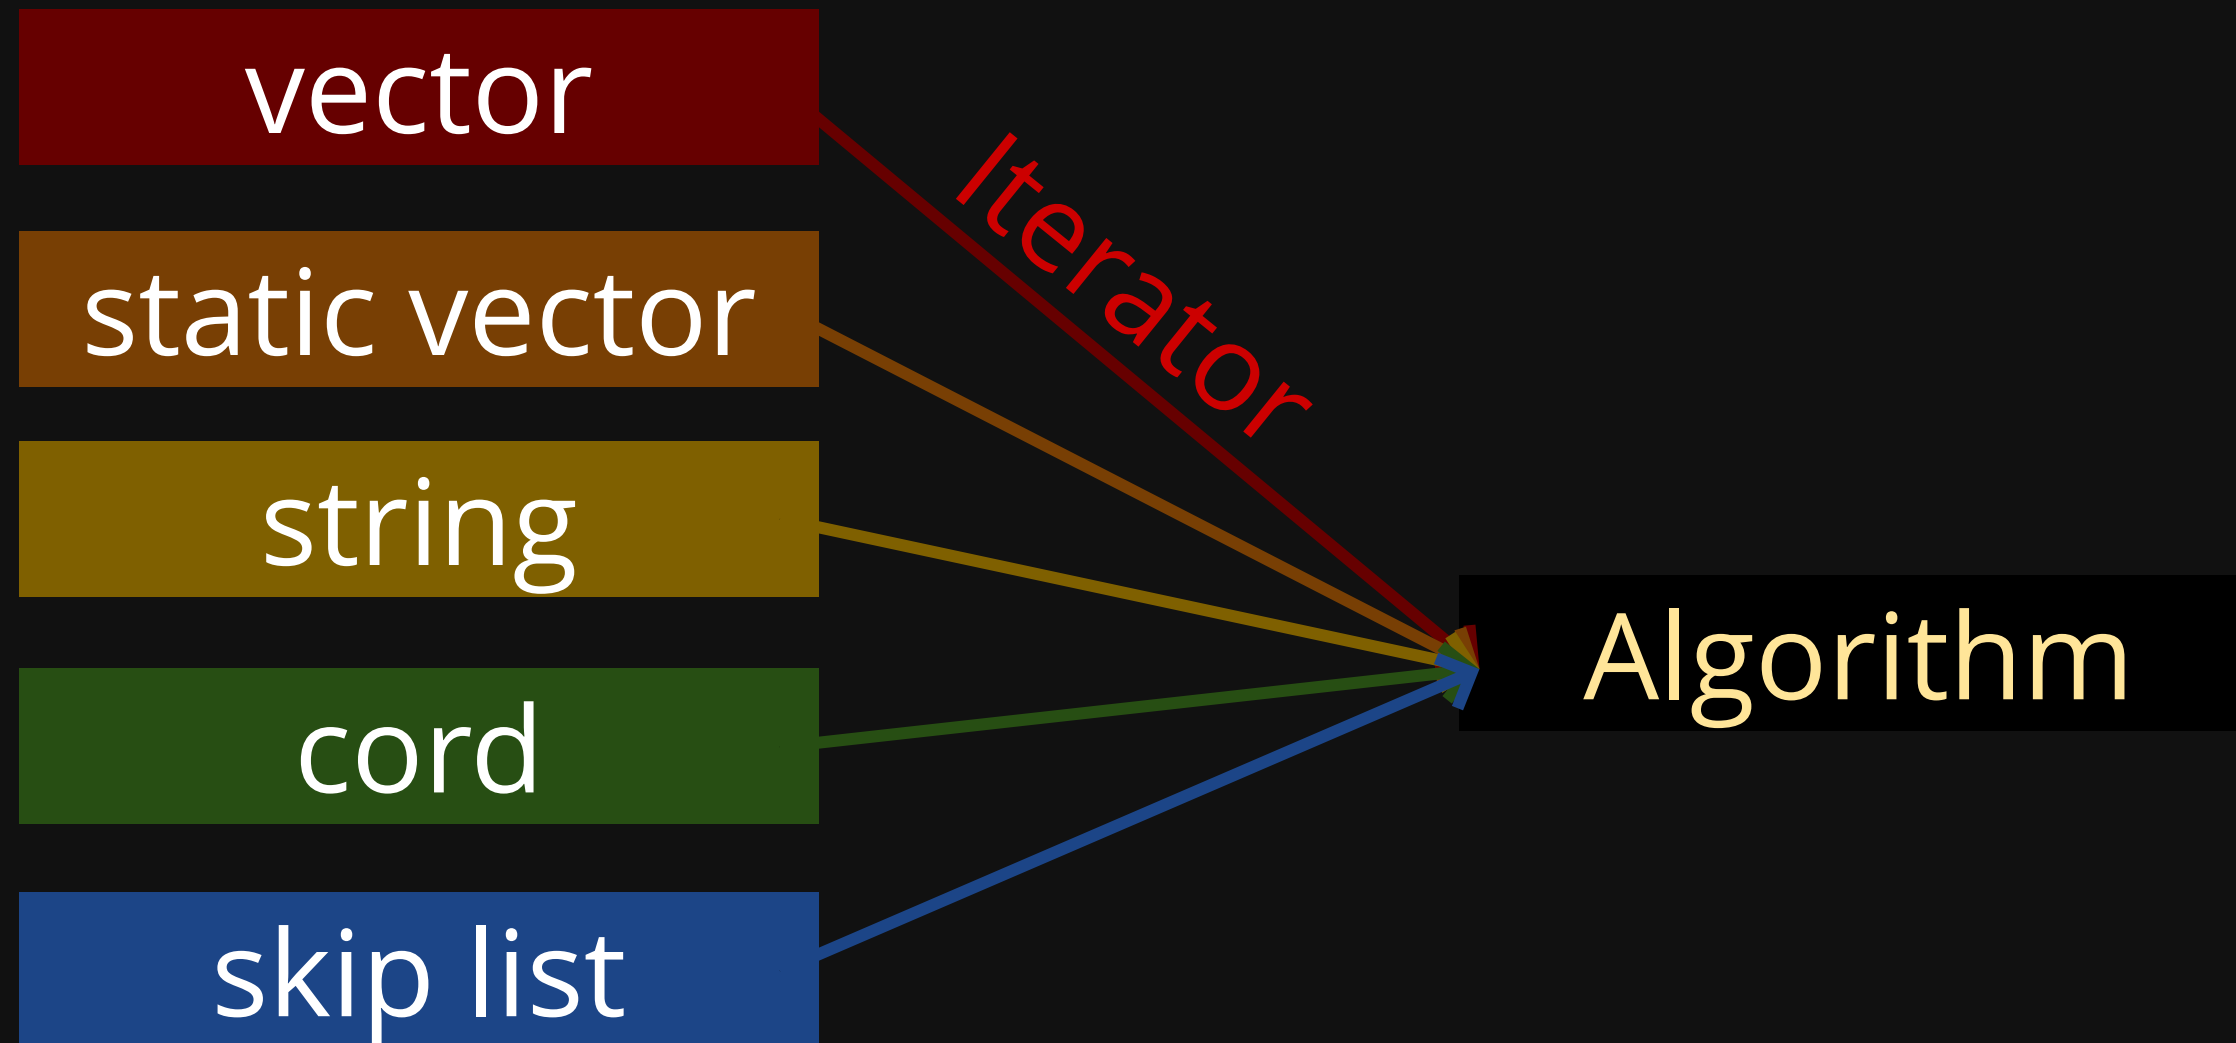 vector
Iterator
static vector
string
Algorithm
cord
skip list